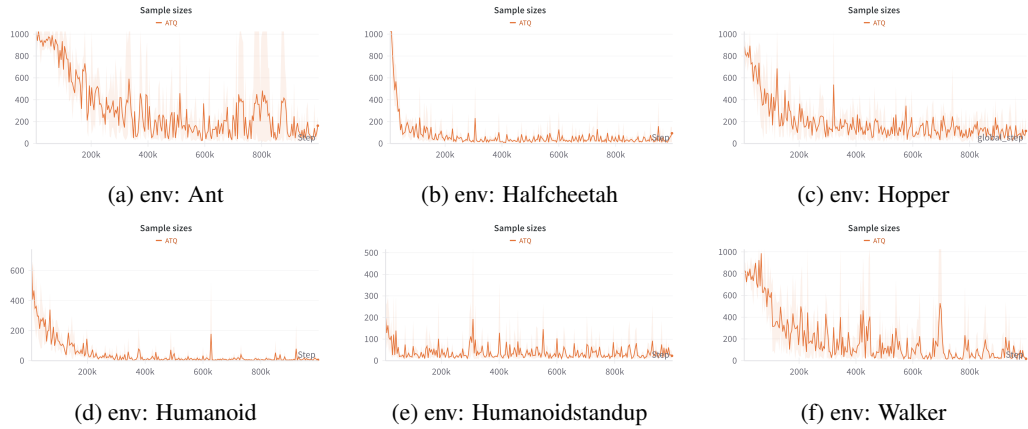 Sample sizes
ATQ
1000
800
600
400
200
0
200k 400k 600k 800k
Step
(a) env: Ant
Sample sizes
ATQ
1000
800
600
400
200
0
200k 400k 600k 800k
Step
(b) env: Halfcheetah
Sample sizes
ATQ
1000
800
600
400
200
0
200k 400k 600k 800k
global_step
(c) env: Hopper
Sample sizes
ATQ
600
400
200
0
200k 400k 600k 800k
Step
(d) env: Humanoid
Sample sizes
ATQ
500
400
300
200
100
0
200k 400k 600k 800k
Step
(e) env: Humanoidstandup
Sample sizes
ATQ
1000
800
600
400
200
0
200k 400k 600k 800k
Step
(f) env: Walker